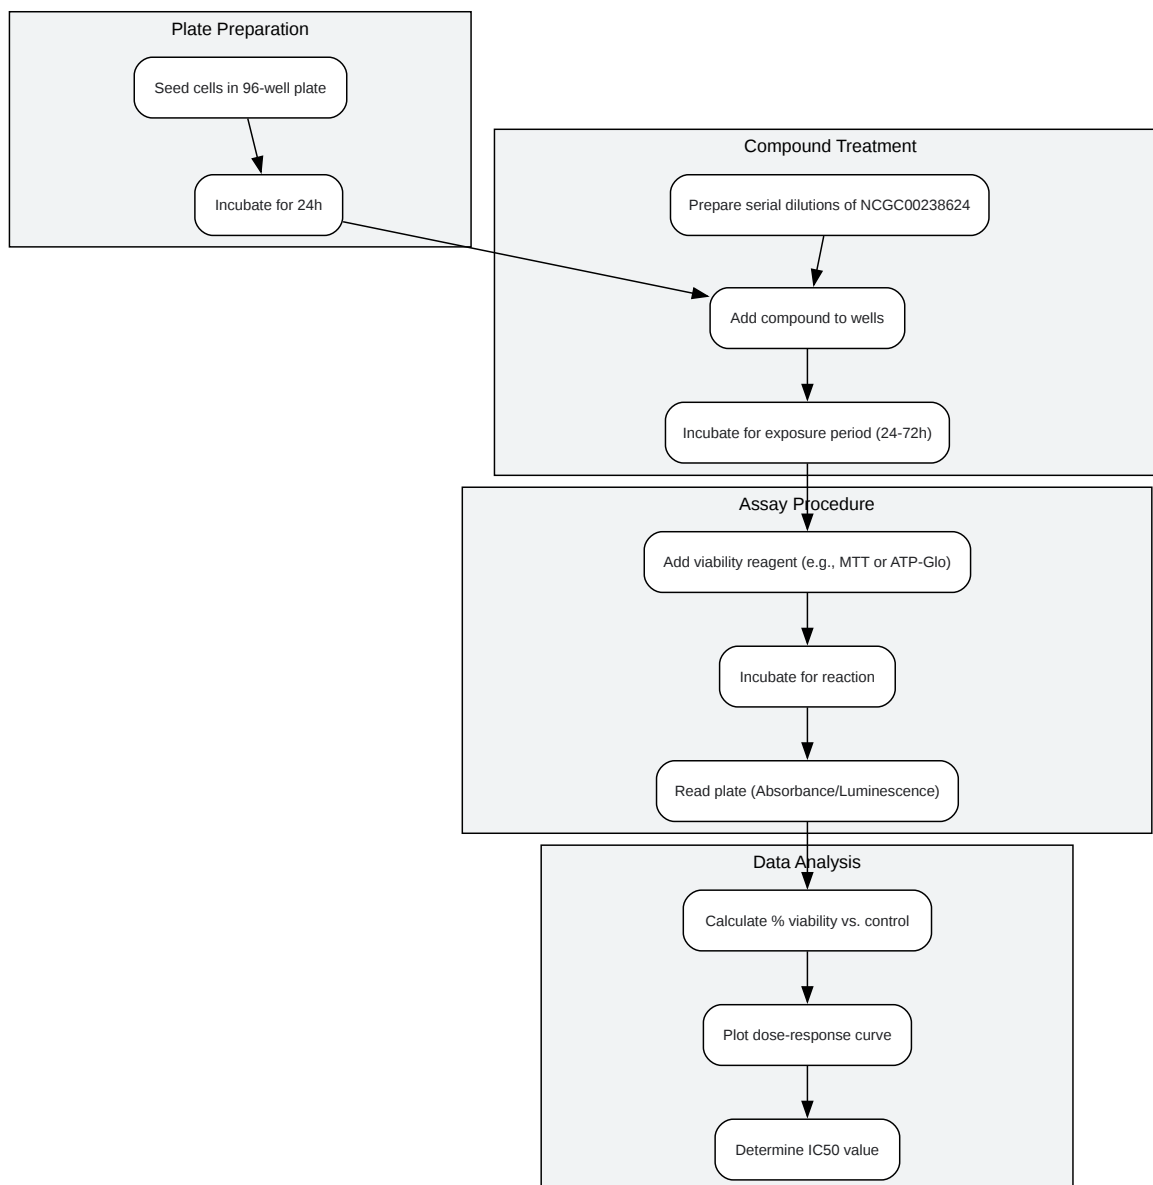 Plate Preparation
Seed cells in 96-well plate
Incubate for 24h
Compound Treatment
Prepare serial dilutions of NCGC00238624
Add compound to wells
Incubate for exposure period (24-72h)
Assay Procedure
Add viability reagent (e.g., MTT or ATP-Glo)
Incubate for reaction
Read plate (Absorbance/Luminescence)
Data Analysis
Calculate % viability vs. control
Plot dose-response curve
Determine IC50 value